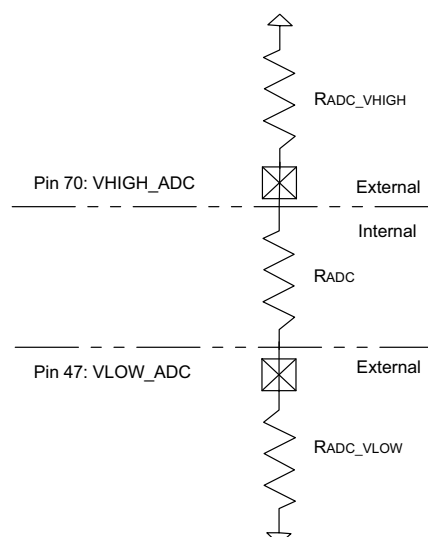 RADC_VHIGH
Pin 70: VHIGH_ADC
External
Internal
RADC
Pin 47: VLOW_ADC
External
RADC_VLOW